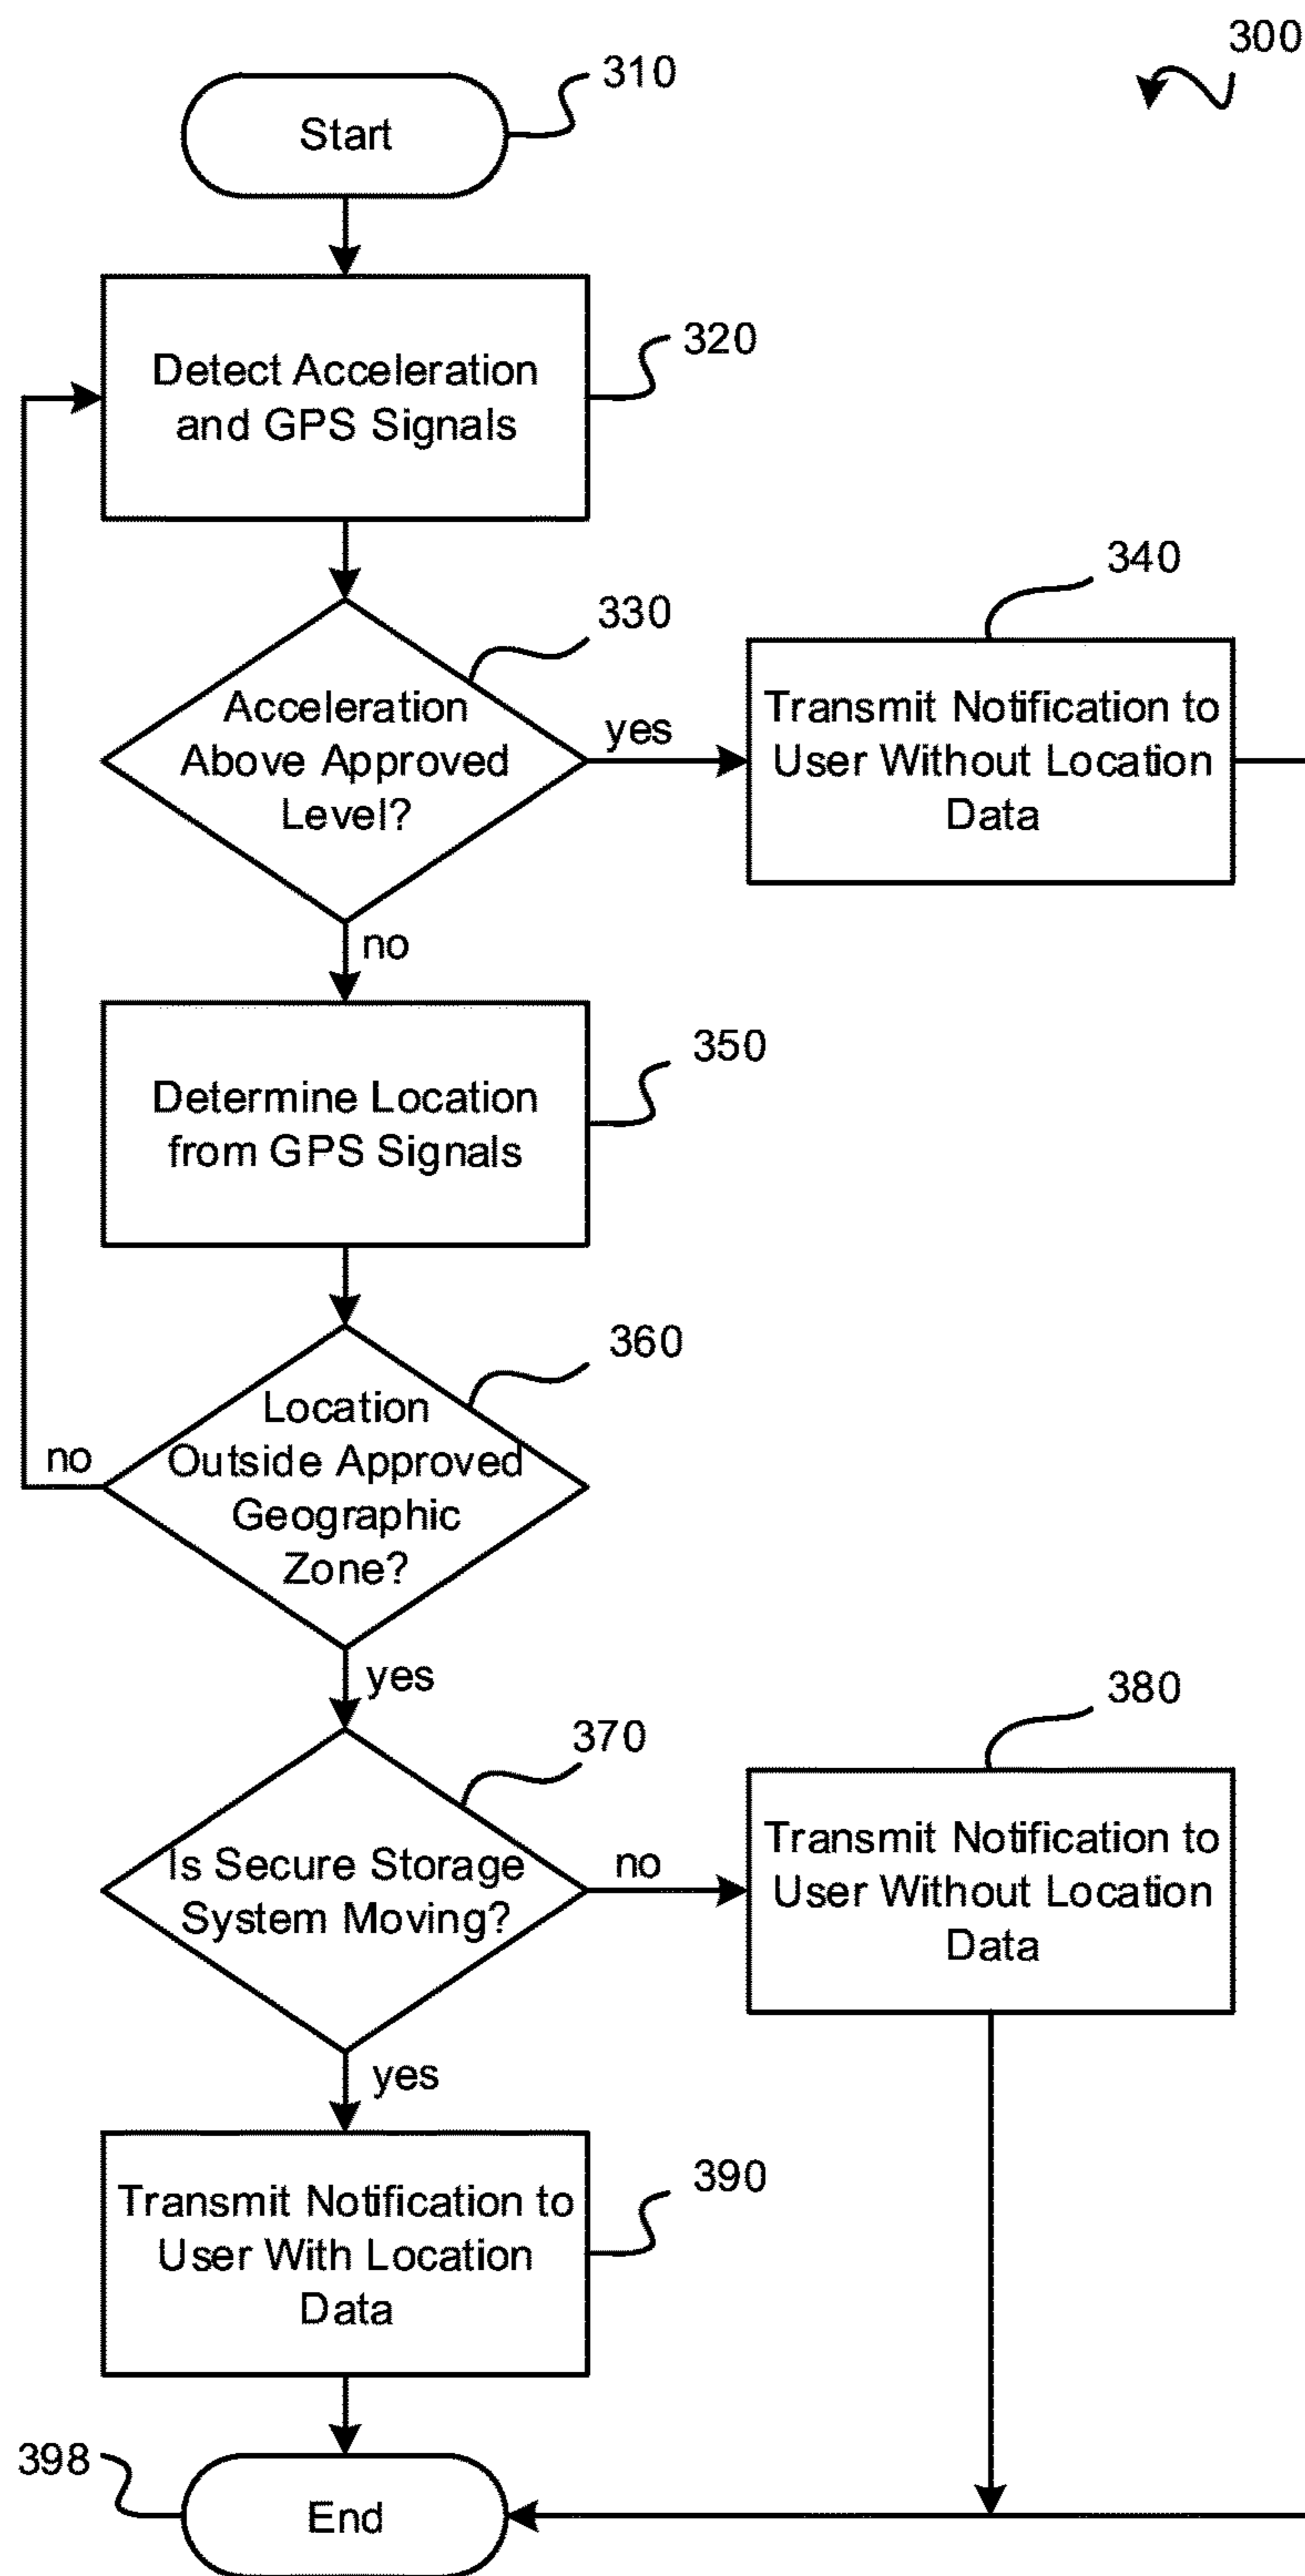 300
310
Start
320
Detect Acceleration
and GPS Signals
330
Acceleration
Above Approved
Level?
yes
340
Transmit Notification to
User Without Location
Data
no
350
Determine Location
from GPS Signals
360
Location
Outside Approved
Geographic
Zone?
no
yes
370
Is Secure Storage
System Moving?
no
380
Transmit Notification to
User Without Location
Data
yes
390
Transmit Notification to
User With Location
Data
398
End